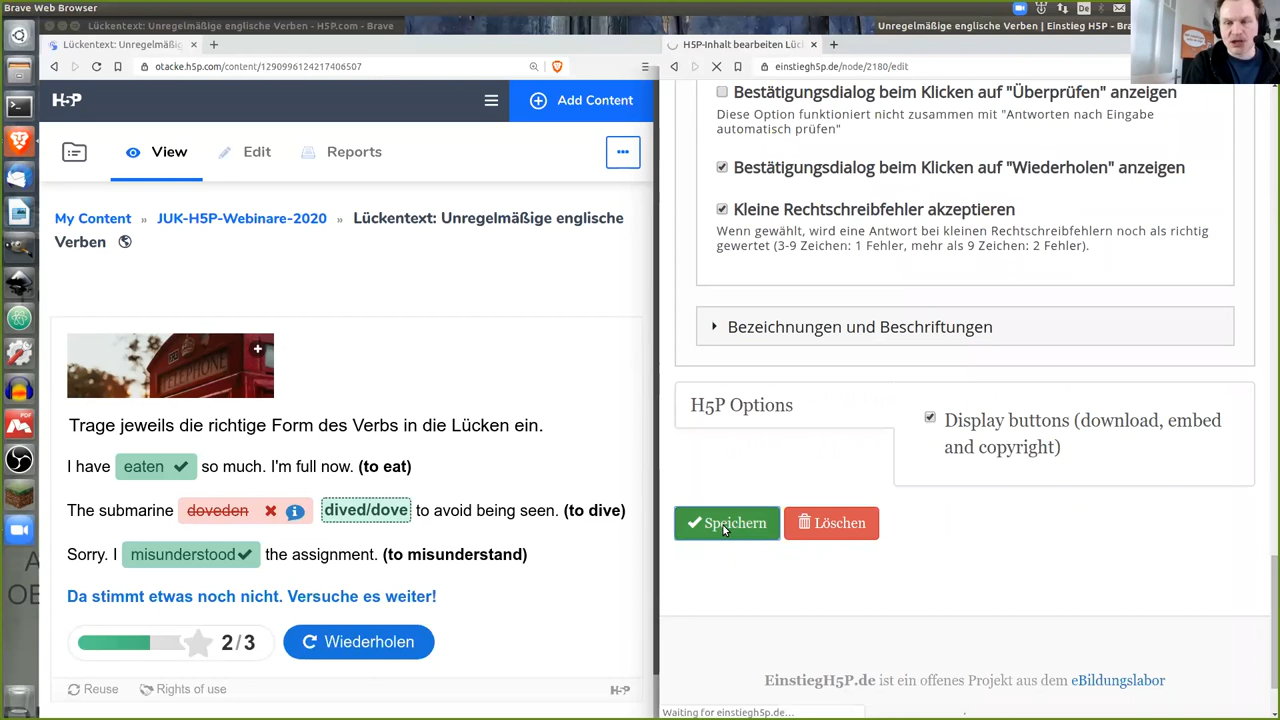 Brave Web Browser
De
Lückentext: Unregelmäßige englische Verben - H5P.com - Brave
Unregelmäßige englische Verben | Einstieg H5P - Bra
Lückentext: Unregelmäßig
otacke.h5p.com/content/1290996124217406507
H5P
Add Content
View
Edit
Reports
My Content » JUK-H5P-Webinare-2020 » Lückentext: Unregelmäßige englische
Verben
TELEPHONE
Trage jeweils die richtige Form des Verbs in die Lücken ein.
I have eaten so much. I'm full now. (to eat)
The submarine doveden dived/dove to avoid being seen. (to dive)
Sorry. I misunderstood the assignment. (to misunderstand)
Da stimmt etwas noch nicht. Versuche es weiter!
2/3
Wiederholen
Reuse
Rights of use
H5P
H5P-Inhalt bearbeiten Lüc
einstiegh5p.de/node/2180/edit
Bestätigungsdialog beim Klicken auf "Überprüfen" anzeigen
Diese Option funktioniert nicht zusammen mit "Antworten nach Eingabe
automatisch prüfen"
Bestätigungsdialog beim Klicken auf "Wiederholen" anzeigen
Kleine Rechtschreibfehler akzeptieren
Wenn gewählt, wird eine Antwort bei kleinen Rechtschreibfehlern noch als richtig
gewertet (3-9 Zeichen: 1 Fehler, mehr als 9 Zeichen: 2 Fehler).
Bezeichnungen und Beschriftungen
H5P Options
Display buttons (download, embed
and copyright)
Speichern
Löschen
EinstiegH5P.de ist ein offenes Projekt aus dem eBildungslabor
Waiting for einstiegh5p.de...